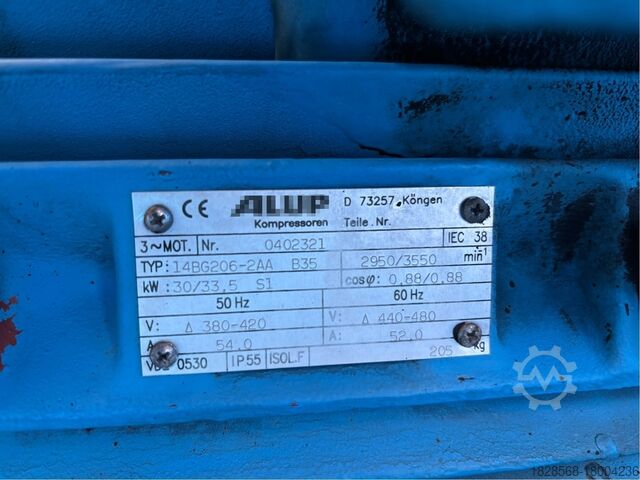 CE ALUP D 73257, Köngen
Kompressoren Teile. Nr.
3~MOT. Nr. 0402321 IEC 38
TYP: 14BG206-2AA B35 2950/3550 min
kW : 30/33,5 S1 cosφ: 0.88/0.88
50 Hz 60 Hz
V: Δ 380-420 V: Δ 440-480
A: 54.0 A: 52.0
0530 IP55 ISOL.F 205 kg
1828568-18004236